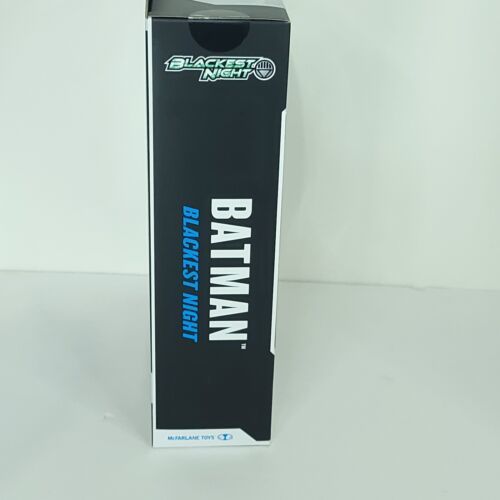 BLACKEST
NIGHT
BATMAN™
BLACKEST NIGHT
McFARLANE TOYS